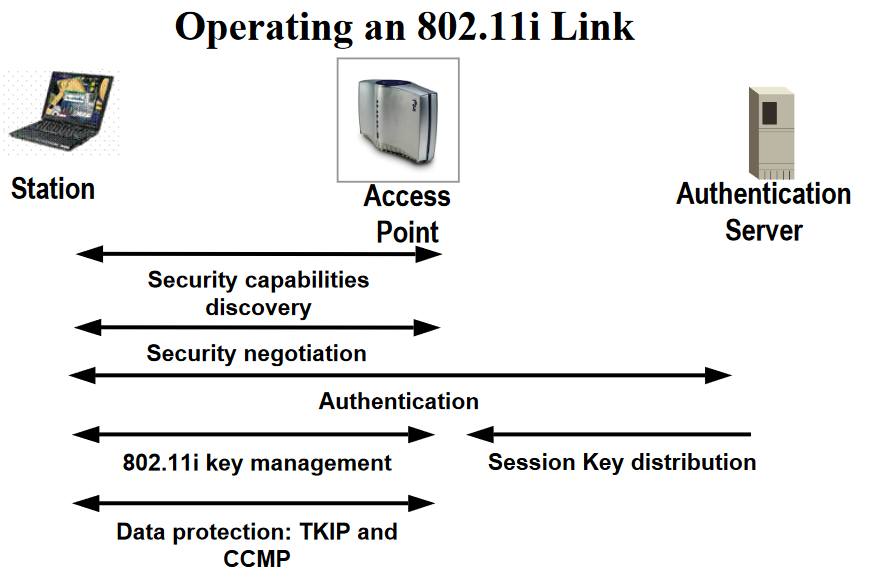 Operating an 802.11i Link
Station
Access
Point
Authentication
Server
Security capabilities
discovery
Security negotiation
Authentication
802.11i key management
Session Key distribution
Data protection: TKIP and
CCMP